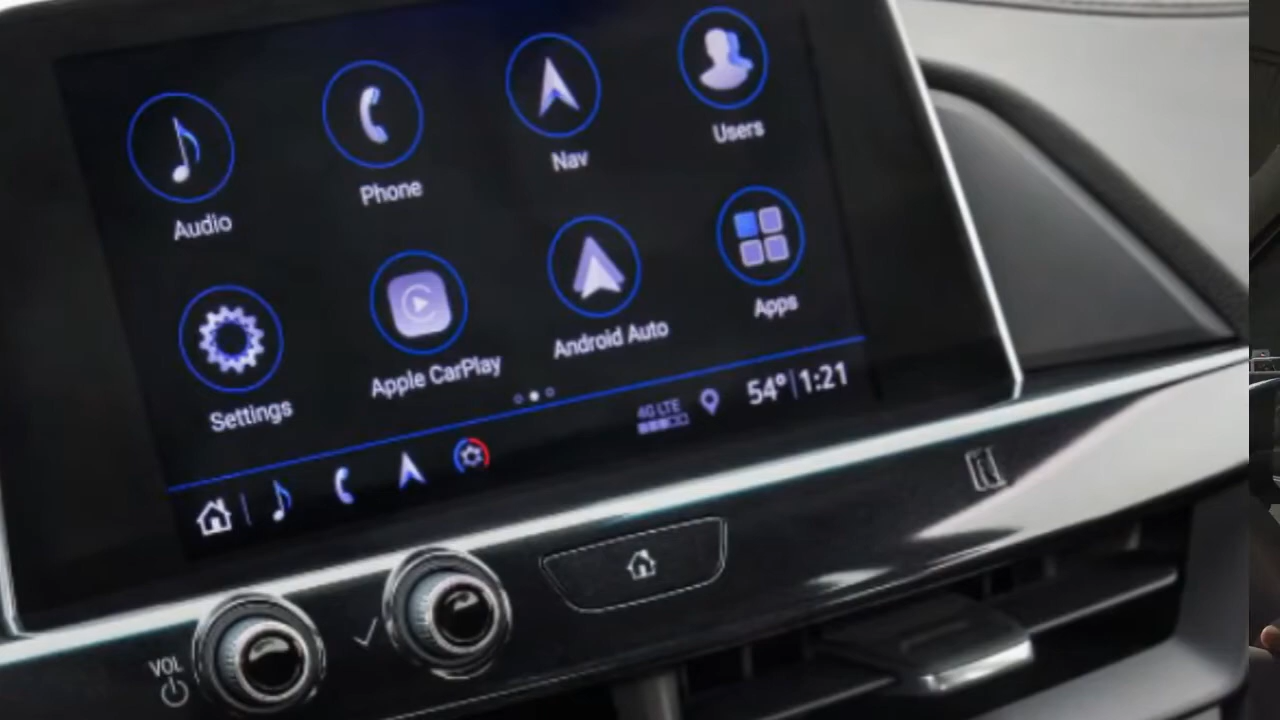 Audio
Phone
Nav
Users
Settings
Apple CarPlay
Android Auto
Apps
4G LTE
54° 1:21
VOL